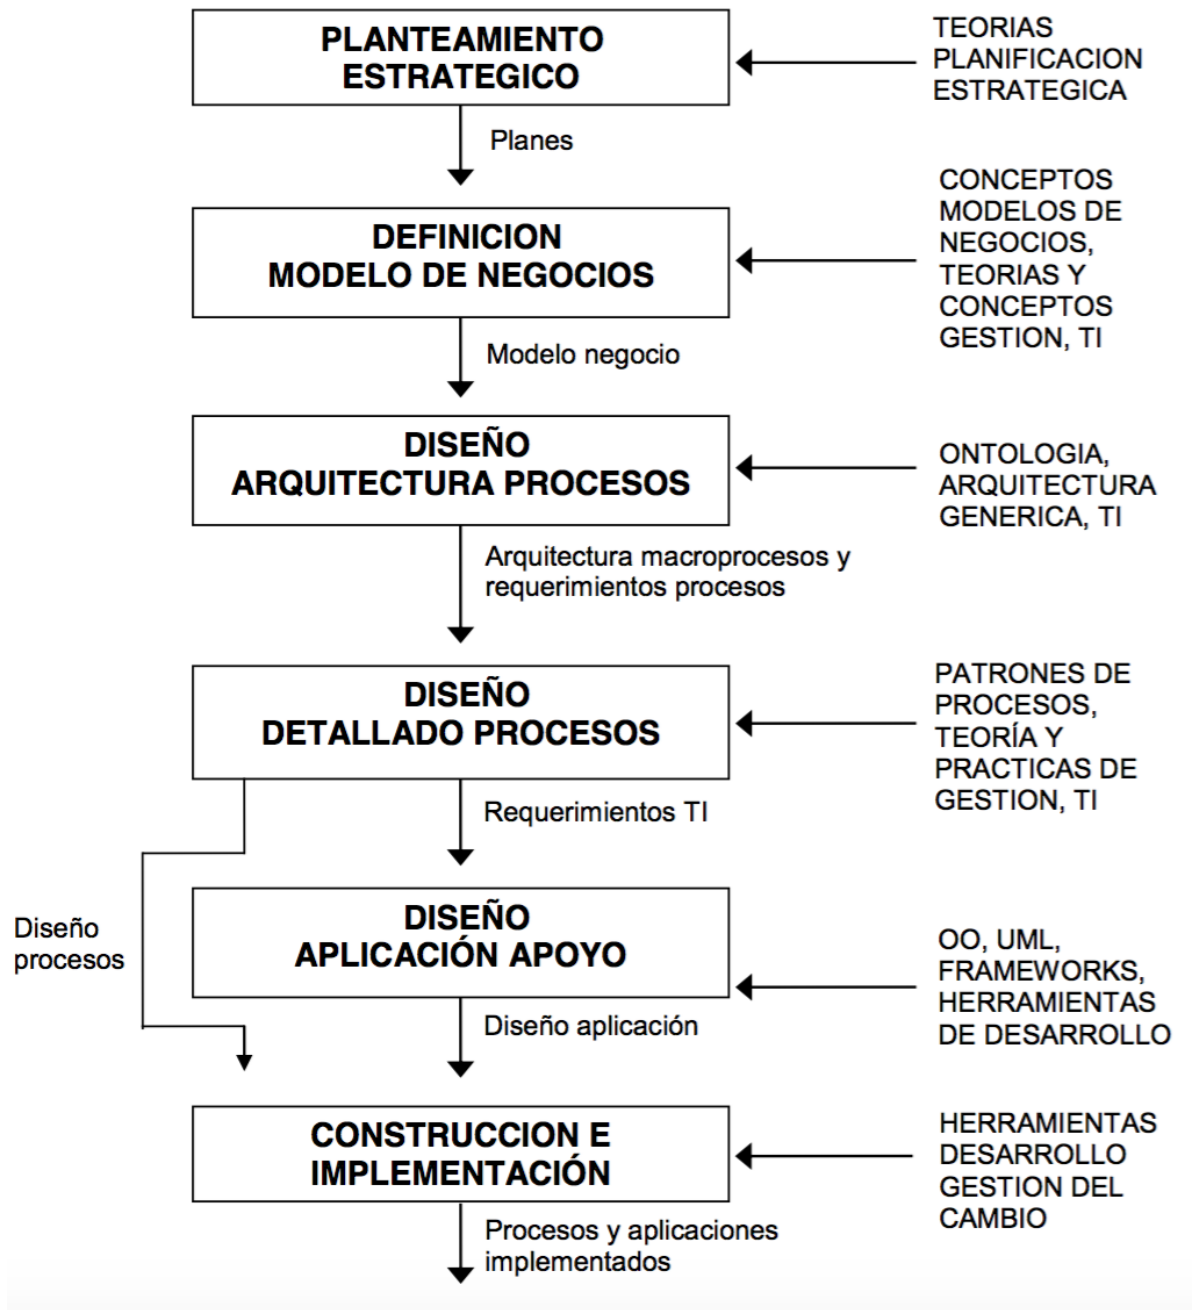 PLANTEAMIENTO
ESTRATEGICO
TEORIAS
PLANIFICACION
ESTRATEGICA
Planes
DEFINICION
MODELO DE NEGOCIOS
CONCEPTOS
MODELOS DE
NEGOCIOS,
TEORIAS Y
CONCEPTOS
GESTION, TI
Modelo negocio
DISEÑO
ARQUITECTURA PROCESOS
ONTOLOGIA,
ARQUITECTURA
GENERICA, TI
Arquitectura macroprocesos y
requerimientos procesos
DISEÑO
DETALLADO PROCESOS
PATRONES DE
PROCESOS,
TEORÍA Y
PRACTICAS DE
GESTION, TI
Requerimientos TI
Diseño
procesos
DISEÑO
APLICACIÓN APOYO
OO, UML,
FRAMEWORKS,
HERRAMIENTAS
DE DESARROLLO
Diseño aplicación
CONSTRUCCION E
IMPLEMENTACIÓN
HERRAMIENTAS
DESARROLLO
GESTION DEL
CAMBIO
Procesos y aplicaciones
implementados